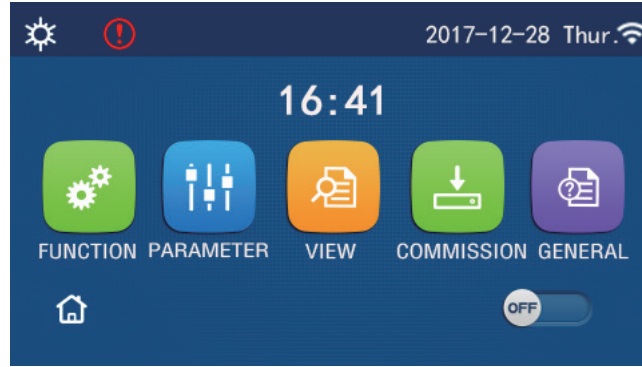 2017-12-28 Thur.
16:41
FUNCTION PARAMETER VIEW COMMISSION GENERAL
OFF